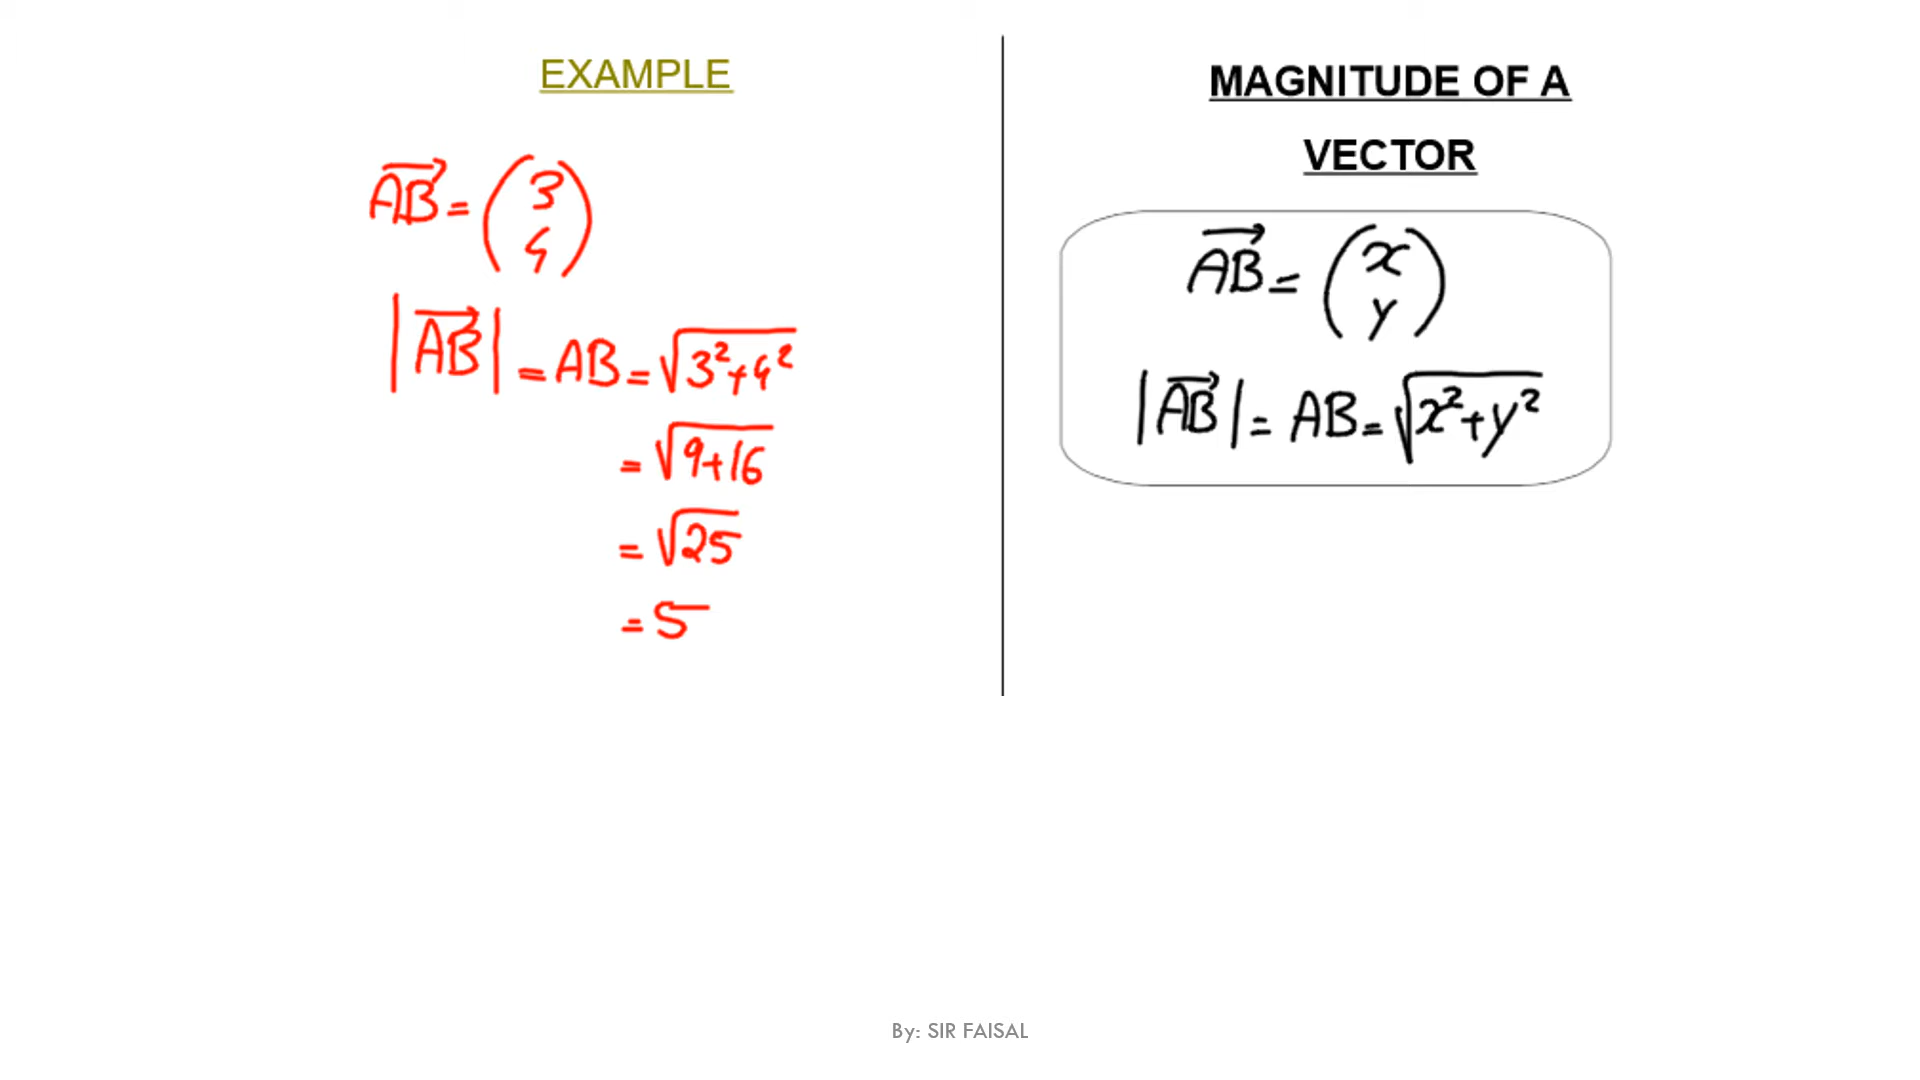 EXAMPLE
AB⃗ = (3
4)
|AB⃗| = AB = √3²+4²
= √9+16
= √25
= 5
MAGNITUDE OF A
VECTOR
AB⃗ = (x
y)
|AB⃗| = AB = √x²+y²
By: SIR FAISAL